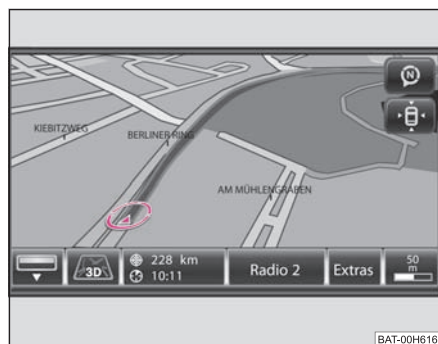 N
KIEBITZWEG
BERLINER RING
AM MÜHLENGRABEN
3D
228 km
10:11
Radio 2
Extras
50
m
BAT-00H616